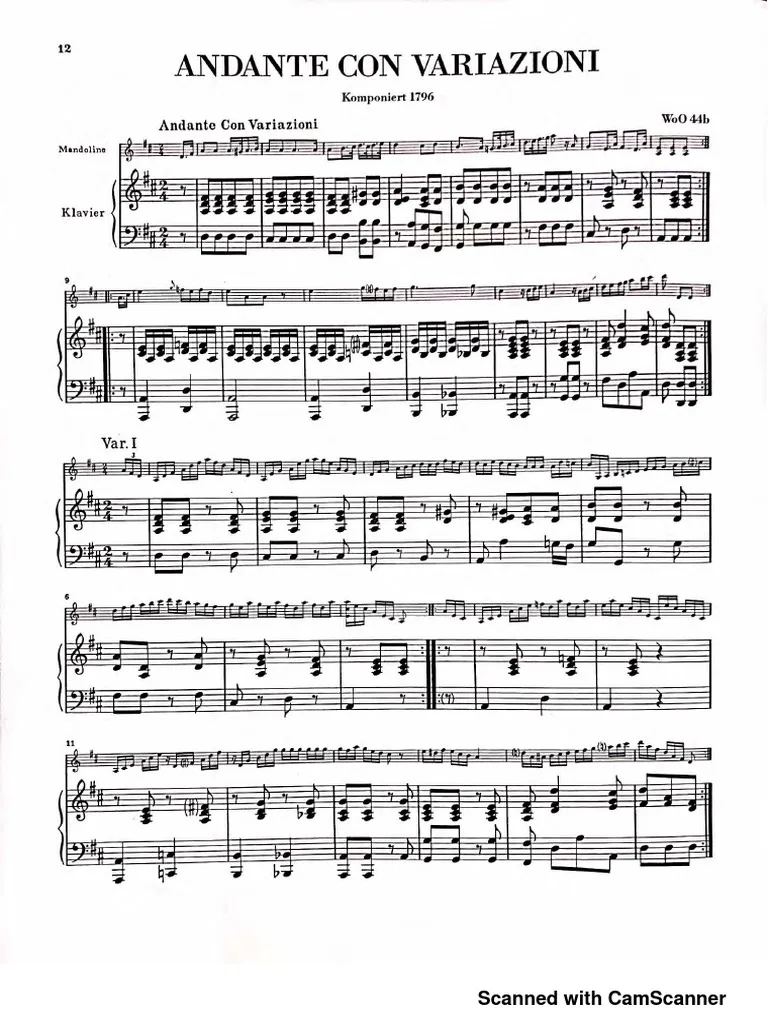 12
ANDANTE CON VARIAZIONI
Komponiert 1796
WoO 44b
Andante Con Variazioni
Mandoline
Klavier
9
Var. I
3
6
11
Scanned with CamScanner